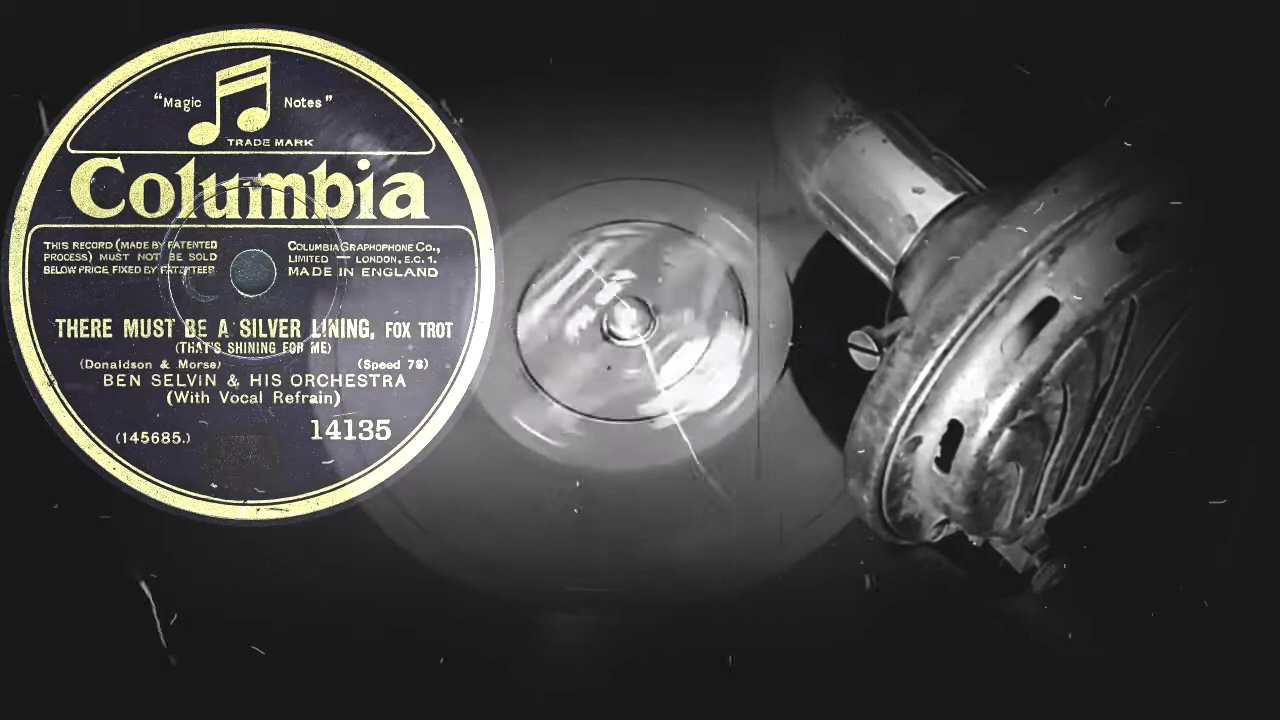 "Magic Notes"
TRADE MARK
Columbia
THIS RECORD (MADE BY PATENTED
PROCESS) MUST NOT BE SOLD
BELOW PRICE FIXED BY PATENTEES
COLUMBIA GRAPHOPHONE CO.,
LIMITED — LONDON, E.C. 1.
MADE IN ENGLAND
THERE MUST BE A SILVER LINING, FOX TROT
(THAT'S SHINING FOR ME)
(Donaldson & Morse) (Speed 78)
BEN SELVIN & HIS ORCHESTRA
(With Vocal Refrain)
(145685.) 14135